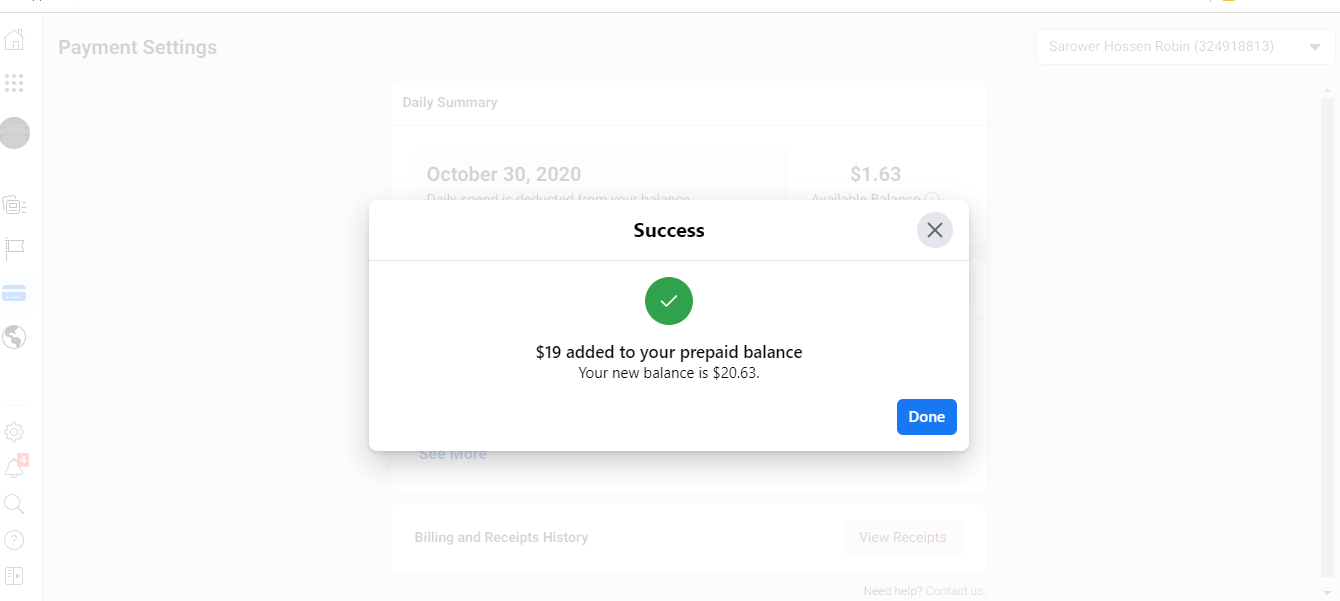 Payment Settings
Sarower Hossen Robin (324918813)
Daily Summary
October 30, 2020
$1.63
Daily spend is deducted from your balance
Available Balance
Success
$19 added to your prepaid balance
Your new balance is $20.63.
Done
See More
4
Billing and Receipts History
View Receipts
Need help? Contact us.